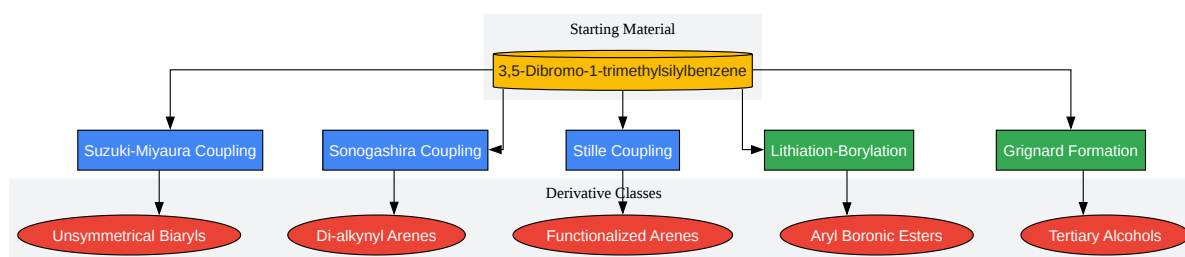 Starting Material
3,5-Dibromo-1-trimethylsilylbenzene
Suzuki-Miyaura Coupling
Sonogashira Coupling
Stille Coupling
Lithiation-Borylation
Grignard Formation
Derivative Classes
Unsymmetrical Biaryls
Di-alkynyl Arenes
Functionalized Arenes
Aryl Boronic Esters
Tertiary Alcohols